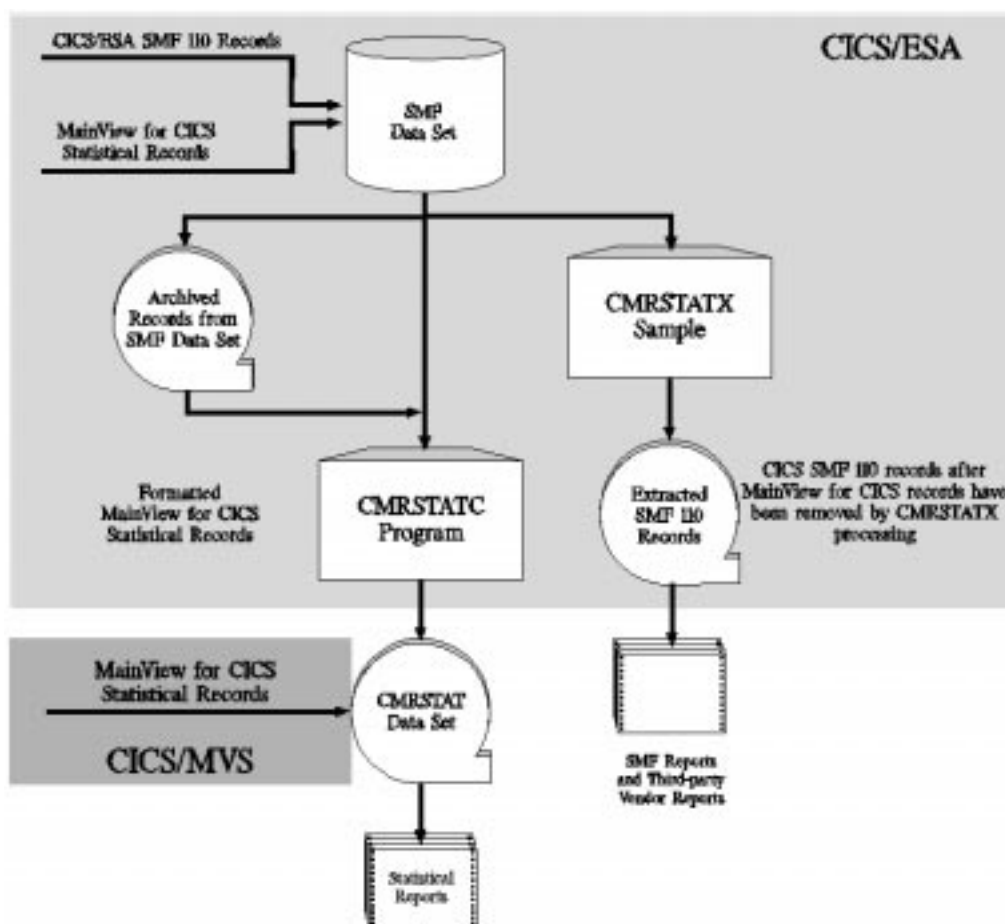 CICS/ESA SMF 110 Records
CICS/ESA
SMF
Data Set
MainView for CICS
Statistical Records
Archived
Records from
SMF Data Set
CMRSTATX
Sample
Formatted
MainView for CICS
Statistical Records
CMRSTATC
Program
Extracted
SMF 110
Records
CICS SMF 110 records after
MainView for CICS records have
been removed by CMRSTATX
processing
MainView for CICS
Statistical Records
CICS/MVS
CMRSTAT
Data Set
SMF Reports
and Third-party
Vendor Reports
Statistical
Reports